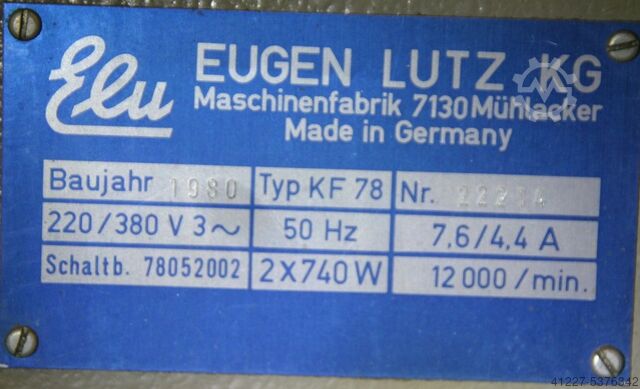 Elu
EUGEN LUTZ KG
Maschinenfabrik 7130 Mühlacker
Made in Germany
Baujahr 1980 Typ KF 78 Nr.
220/380 V 3~ 50 Hz 7,6/4,4 A
Schaltb. 78052002 2X740W 12000/min.
41227-5376342